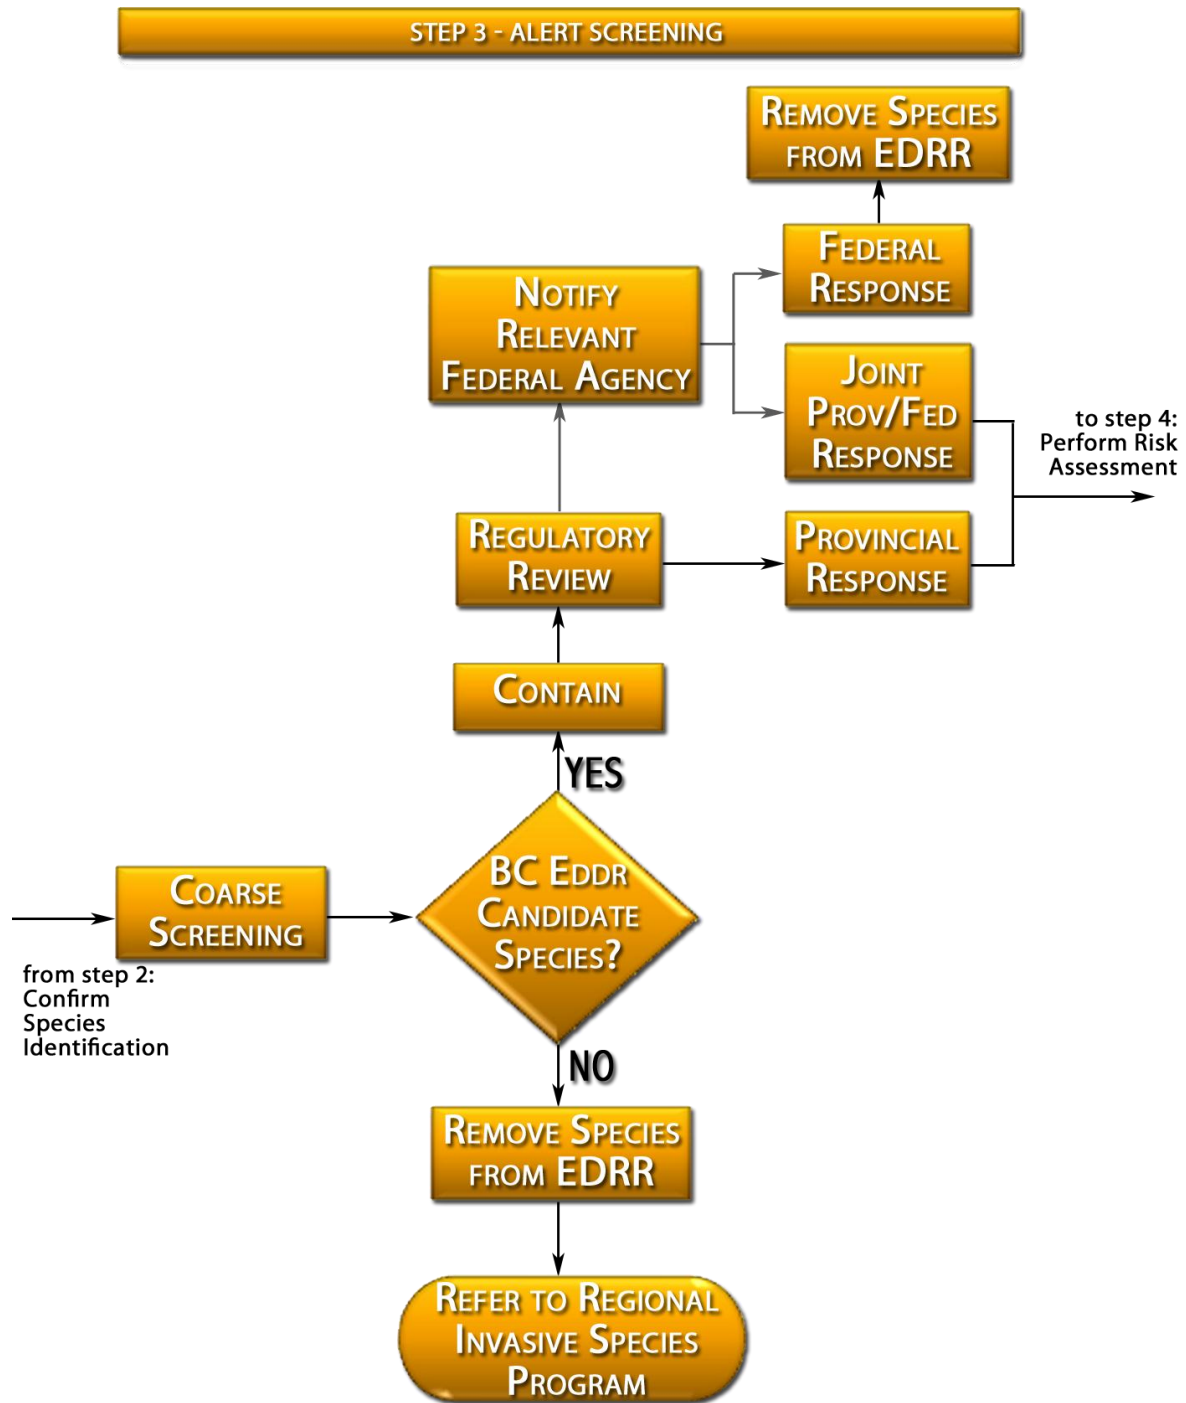 STEP 3 - ALERT SCREENING
REMOVE SPECIES
FROM EDRR
FEDERAL
RESPONSE
NOTIFY
RELEVANT
FEDERAL AGENCY
JOINT
PROV/FED
RESPONSE
to step 4:
Perform Risk
Assessment
REGULATORY
REVIEW
PROVINCIAL
RESPONSE
CONTAIN
YES
BC EDDR
CANDIDATE
SPECIES?
COARSE
SCREENING
from step 2:
Confirm
Species
Identification
NO
REMOVE SPECIES
FROM EDRR
REFER TO REGIONAL
INVASIVE SPECIES
PROGRAM